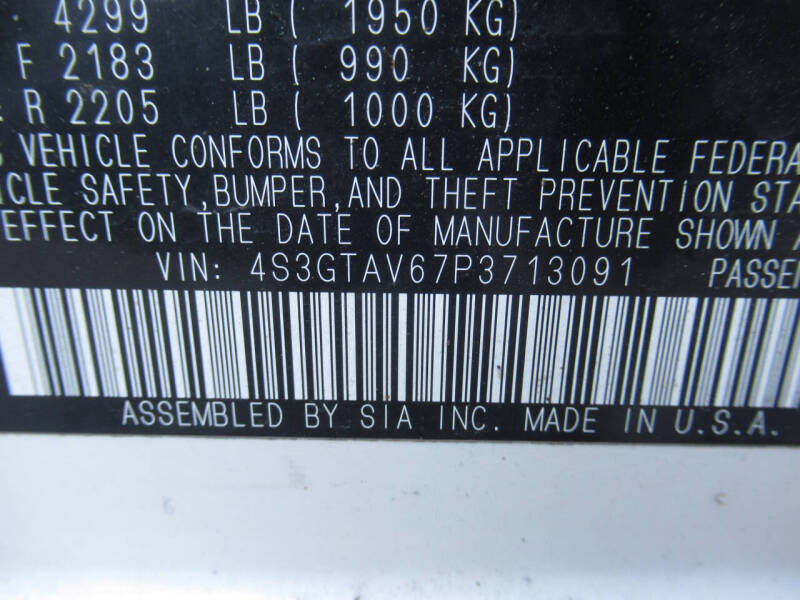 4299 LB ( 1950 KG)
F 2183 LB ( 990 KG)
R 2205 LB ( 1000 KG)
VEHICLE CONFORMS TO ALL APPLICABLE
SAFETY,BUMPER,AND THEFT PREVENTION
EFFECT ON THE DATE OF MANUFACTURE SHOWN
VIN: 4S3GTAV67P3713091
ASSEMBLED BY SIA INC. MADE IN U.S.A.